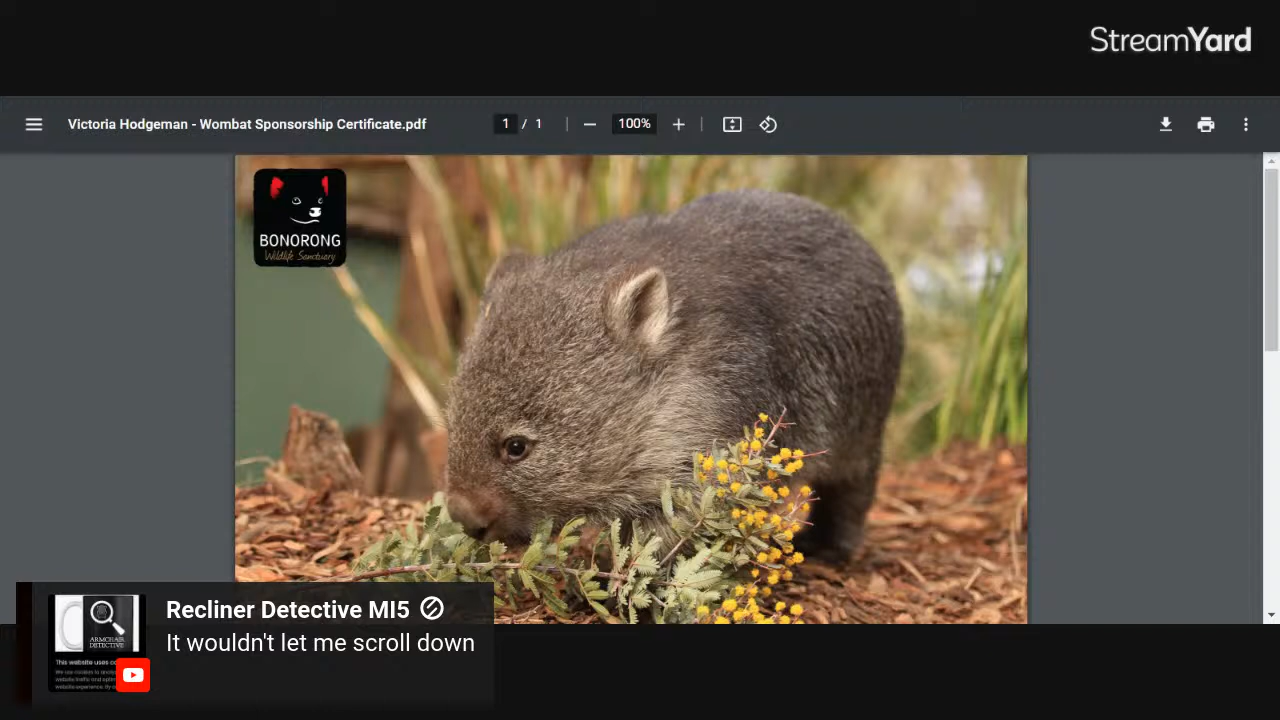 StreamYard
Victoria Hodgeman - Wombat Sponsorship Certificate.pdf
1 / 1
100%
BONORONG
Wildlife Sanctuary
Recliner Detective MI5
It wouldn't let me scroll down
ARMCHAIR
DETECTIVE